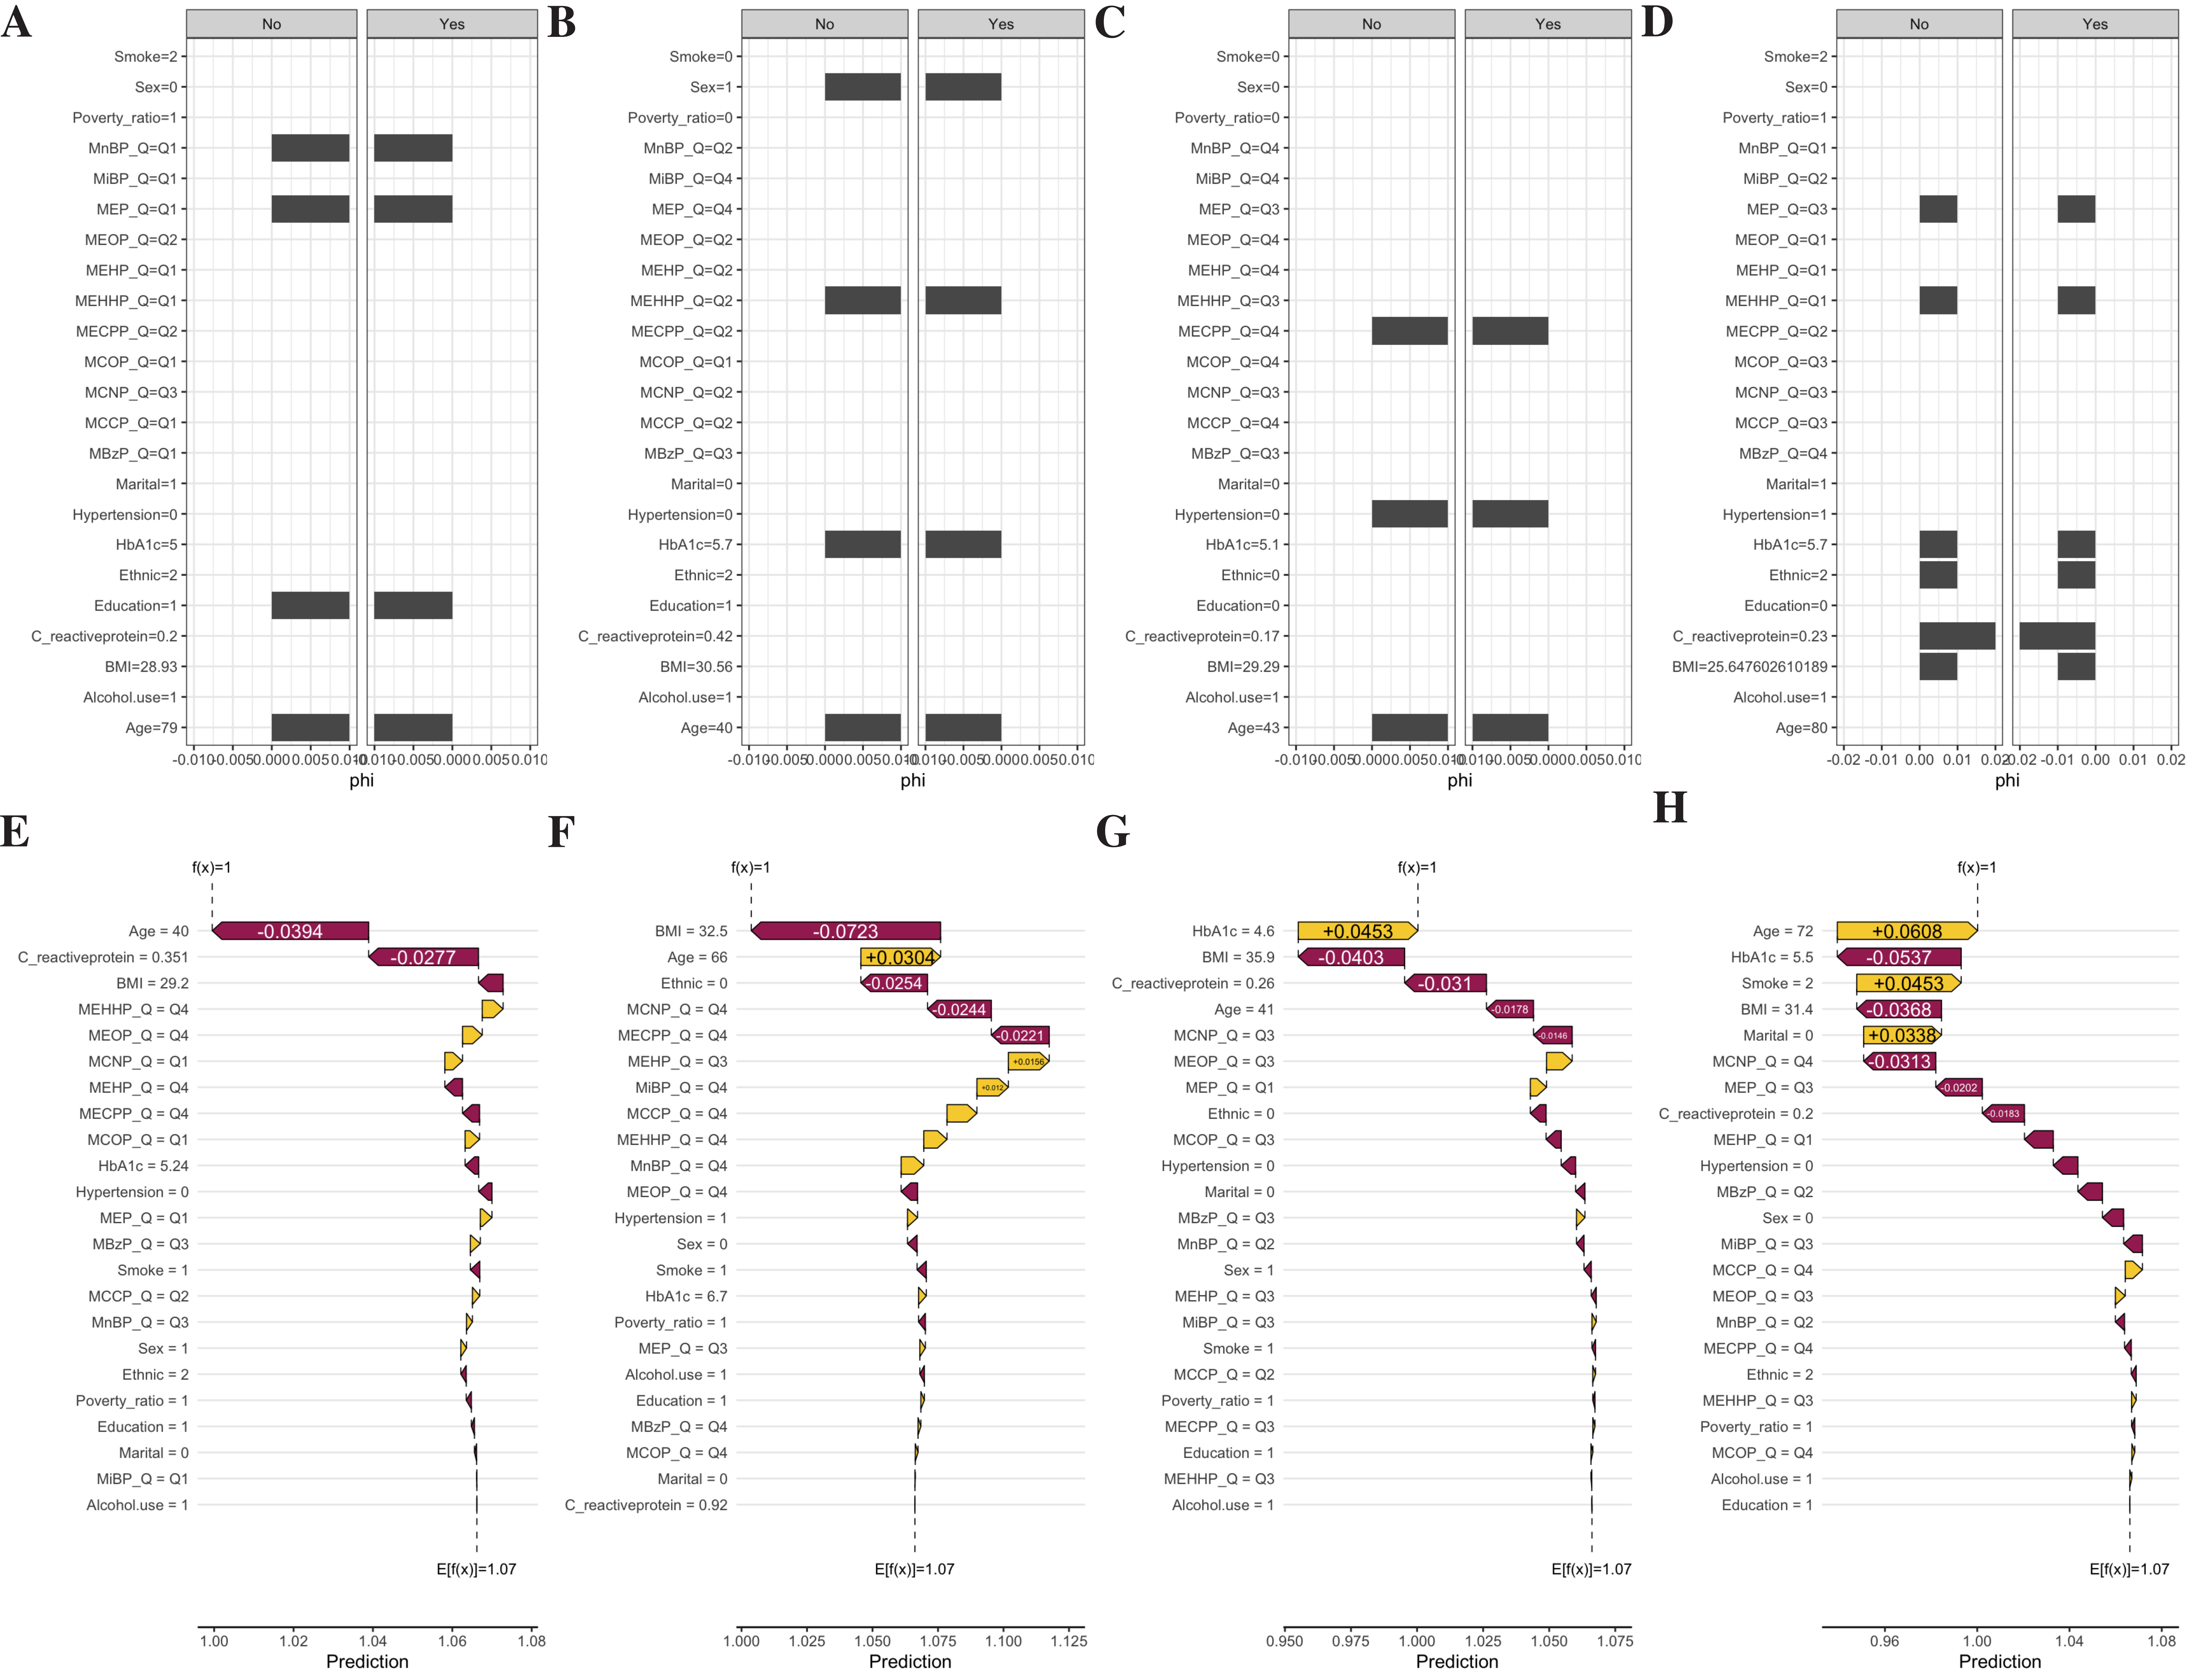 A
No
Yes
Smoke=2
Sex=0
Poverty_ratio=1
MnBP_Q=Q1
MiBP_Q=Q1
MEP_Q=Q1
MEOP_Q=Q2
MEHP_Q=Q1
MEHHP_Q=Q1
MECPP_Q=Q2
MCOP_Q=Q1
MCNP_Q=Q3
MCCP_Q=Q1
MBzP_Q=Q1
Marital=1
Hypertension=0
HbA1c=5
Ethnic=2
Education=1
C_reactiveprotein=0.2
BMI=28.93
Alcohol.use=1
Age=79
phi
B
No
Yes
Smoke=0
Sex=1
Poverty_ratio=0
MnBP_Q=Q2
MiBP_Q=Q4
MEP_Q=Q4
MEOP_Q=Q2
MEHP_Q=Q2
MEHHP_Q=Q2
MECPP_Q=Q2
MCOP_Q=Q1
MCNP_Q=Q2
MCCP_Q=Q2
MBzP_Q=Q3
Marital=0
Hypertension=0
HbA1c=5.7
Ethnic=2
Education=1
C_reactiveprotein=0.42
BMI=30.56
Alcohol.use=1
Age=40
phi
C
No
Yes
Smoke=0
Sex=0
Poverty_ratio=0
MnBP_Q=Q4
MiBP_Q=Q4
MEP_Q=Q3
MEOP_Q=Q4
MEHP_Q=Q4
MEHHP_Q=Q3
MECPP_Q=Q4
MCOP_Q=Q4
MCNP_Q=Q3
MCCP_Q=Q4
MBzP_Q=Q3
Marital=0
Hypertension=0
HbA1c=5.1
Ethnic=0
Education=0
C_reactiveprotein=0.17
BMI=29.29
Alcohol.use=1
Age=43
phi
D
No
Yes
Smoke=2
Sex=0
Poverty_ratio=1
MnBP_Q=Q1
MiBP_Q=Q2
MEP_Q=Q3
MEOP_Q=Q1
MEHP_Q=Q1
MEHHP_Q=Q1
MECPP_Q=Q2
MCOP_Q=Q3
MCNP_Q=Q3
MCCP_Q=Q3
MBzP_Q=Q4
Marital=1
Hypertension=1
HbA1c=5.7
Ethnic=2
Education=0
C_reactiveprotein=0.23
BMI=25.647602610189
Alcohol.use=1
Age=80
-0.02 -0.01 0.00 0.01 -0.01 0.00 0.01 0.02
phi
E
f(x)=1
Age = 40 -0.0394
C_reactiveprotein = 0.351 -0.0277
BMI = 29.2
MEHHP_Q = Q4
MEOP_Q = Q4
MCNP_Q = Q1
MEHP_Q = Q4
MECPP_Q = Q4
MCOP_Q = Q1
HbA1c = 5.24
Hypertension = 0
MEP_Q = Q1
MBzP_Q = Q3
Smoke = 1
MCCP_Q = Q2
MnBP_Q = Q3
Sex = 1
Ethnic = 2
Poverty_ratio = 1
Education = 1
Marital = 0
MiBP_Q = Q1
Alcohol.use = 1
E[f(x)]=1.07
1.00 1.02 1.04 1.06 1.08
Prediction
F
f(x)=1
BMI = 32.5 -0.0723
Age = 66 +0.0304
Ethnic = 0 -0.0254
MCNP_Q = Q4 -0.0244
MECPP_Q = Q4 -0.0221
MEHP_Q = Q3 +0.0156
MiBP_Q = Q4 +0.012
MCCP_Q = Q4
MEHHP_Q = Q4
MnBP_Q = Q4
MEOP_Q = Q4
Hypertension = 1
Sex = 0
Smoke = 1
HbA1c = 6.7
Poverty_ratio = 1
MEP_Q = Q3
Alcohol.use = 1
Education = 1
MBzP_Q = Q4
MCOP_Q = Q4
Marital = 0
C_reactiveprotein = 0.92
E[f(x)]=1.07
1.000 1.025 1.050 1.075 1.100 1.125
Prediction
G
f(x)=1
HbA1c = 4.6 +0.0453
BMI = 35.9 -0.0403
C_reactiveprotein = 0.26 -0.031
Age = 41 -0.0178
MCNP_Q = Q3 -0.0146
MEOP_Q = Q3
MEP_Q = Q1
Ethnic = 0
MCOP_Q = Q3
Hypertension = 0
Marital = 0
MBzP_Q = Q3
MnBP_Q = Q2
Sex = 1
MEHP_Q = Q3
MiBP_Q = Q3
Smoke = 1
MCCP_Q = Q2
Poverty_ratio = 1
MECPP_Q = Q3
Education = 1
MEHHP_Q = Q3
Alcohol.use = 1
E[f(x)]=1.07
0.950 0.975 1.000 1.025 1.050 1.075
Prediction
H
f(x)=1
Age = 72 +0.0608
HbA1c = 5.5 -0.0537
Smoke = 2 +0.0453
BMI = 31.4 -0.0368
Marital = 0 +0.0338
MCNP_Q = Q4 -0.0313
MEP_Q = Q3 -0.0202
C_reactiveprotein = 0.2 -0.0183
MEHP_Q = Q1
Hypertension = 0
MBzP_Q = Q2
Sex = 0
MiBP_Q = Q3
MCCP_Q = Q4
MEOP_Q = Q3
MnBP_Q = Q2
MECPP_Q = Q4
Ethnic = 2
MEHHP_Q = Q3
Poverty_ratio = 1
MCOP_Q = Q4
Alcohol.use = 1
Education = 1
E[f(x)]=1.07
0.96 1.00 1.04 1.08
Prediction